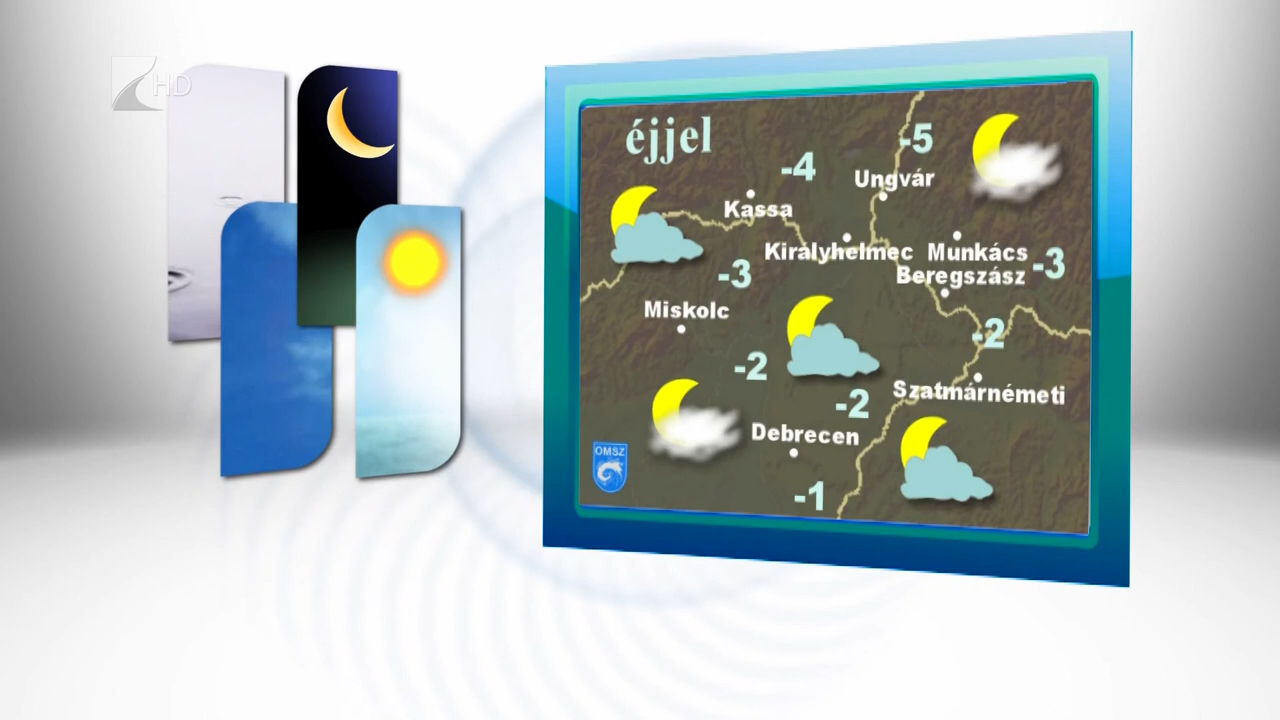 HD
éjjel
-5
-4
Ungvár
Kassa
Királyhelmec
Munkács
-3
Beregszász
-3
Miskolc
-2
-2
Szatmárnémeti
-2
Debrecen
OMSZ
-1